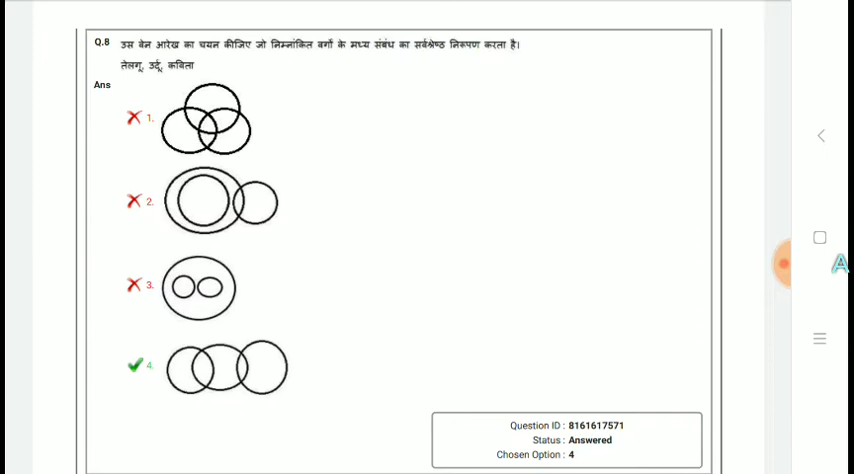 Q.8 उस वेन आरेख का चयन कीजिए जो निम्नांकित वर्गों के मध्य संबंध का सर्वश्रेष्ठ निरूपण करता है।
तेलगू, उर्दू, कविता
Ans
1.
2.
3.
4.
A
Question ID : 8161617571
Status : Answered
Chosen Option : 4